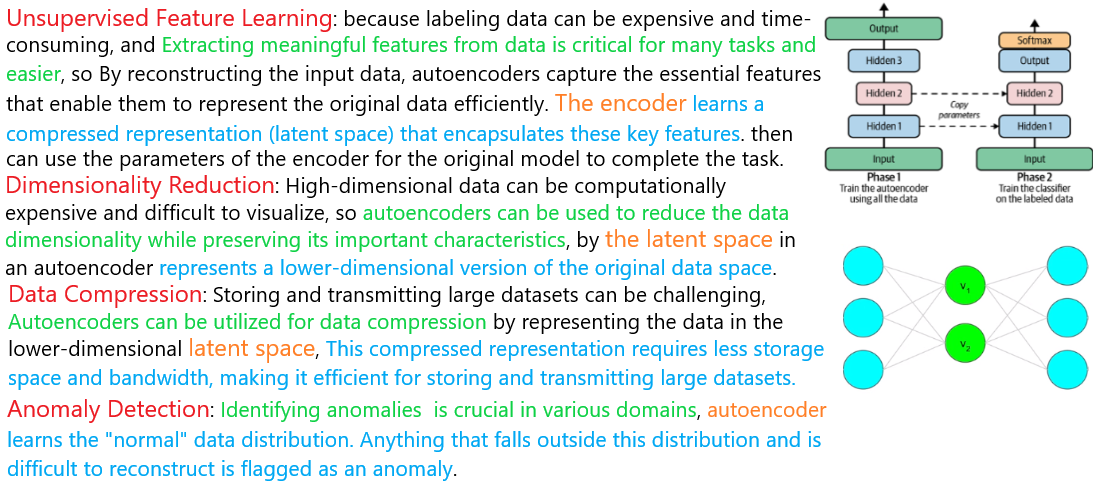 Unsupervised Feature Learning: because labeling data can be expensive and time-
consuming, and Extracting meaningful features from data is critical for many tasks and
easier, so By reconstructing the input data, autoencoders capture the essential features
that enable them to represent the original data efficiently. The encoder learns a
compressed representation (latent space) that encapsulates these key features. then
can use the parameters of the encoder for the original model to complete the task.
Dimensionality Reduction: High-dimensional data can be computationally
expensive and difficult to visualize, so autoencoders can be used to reduce the data
dimensionality while preserving its important characteristics, by the latent space in
an autoencoder represents a lower-dimensional version of the original data space.
Data Compression: Storing and transmitting large datasets can be challenging,
Autoencoders can be utilized for data compression by representing the data in the
lower-dimensional latent space, This compressed representation requires less storage
space and bandwidth, making it efficient for storing and transmitting large datasets.
Anomaly Detection: Identifying anomalies is crucial in various domains, autoencoder
learns the "normal" data distribution. Anything that falls outside this distribution and is
difficult to reconstruct is flagged as an anomaly.
Output
Hidden 3
Hidden 2
Hidden 1
Input
Phase 1
Train the autoencoder
using all the data
Copy
parameters
Softmax
Output
Hidden 2
Hidden 1
Input
Phase 2
Train the classifier
on the labeled data
V1
V2